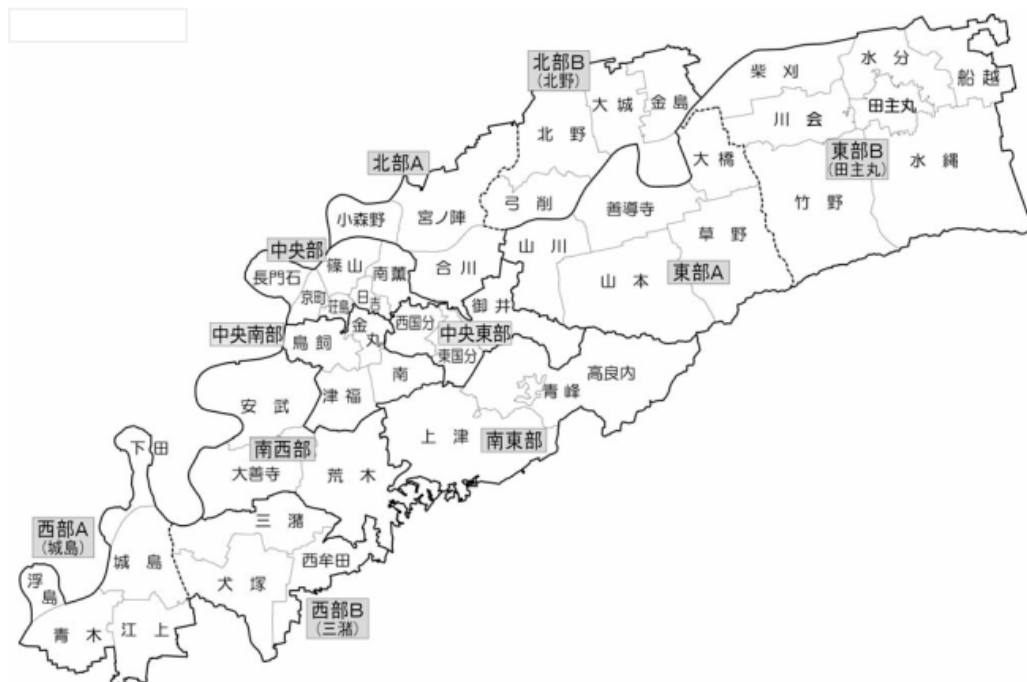 北部B
(北野)
大城
金島
柴刈
水分
船越
北野
川会
田主丸
大橋
東部B
(田主丸)
水縄
北部A
竹野
小森野
宮ノ陣
弓削
善導寺
草野
中央部
篠山
南薫
合川
山川
山本
東部A
長門石
京町
荘島
日吉
御井
中央南部
鳥飼
金丸
西国分
中央東部
東国分
高良内
安武
津福
南
青峰
下田
南西部
上津
南東部
大善寺
荒木
西部A
(城島)
三潴
城島
西牟田
浮島
犬塚
青木
江上
西部B
(三潴)